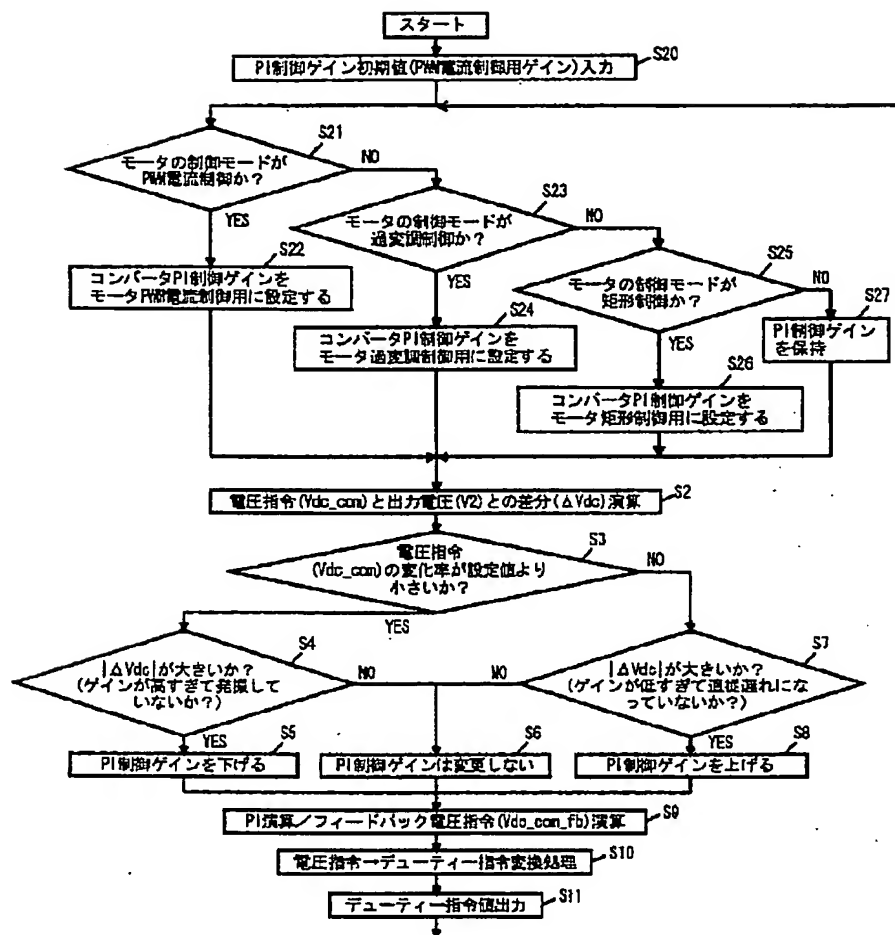 スタート
S20
PI制御ゲイン初期値(PWM電流制御用ゲイン)入力
S21
モータの制御モードが
PWM電流制御か？
NO
YES
S23
モータの制御モードが
過変調制御か？
NO
YES
S22
コンバータPI制御ゲインを
モータPWM電流制御用に設定する
S25
モータの制御モードが
矩形制御か？
NO
YES
S24
コンバータPI制御ゲインを
モータ過変調制御用に設定する
S27
PI制御ゲイン
を保持
S26
コンバータPI制御ゲインを
モータ矩形制御用に設定する
電圧指令(Vdc_com)と出力電圧(V2)との差分(ΔVdc)演算
S2
S3
電圧指令
(Vdc_com)の変化率が設定値より
小さいか？
NO
YES
S4
|ΔVdc|が大きいか？
(ゲインが高すぎて発振して
いないか？)
NO
YES
S7
|ΔVdc|が大きいか？
(ゲインが低すぎて追従遅れにな
っていないか？)
NO
YES
S5
PI制御ゲインを下げる
S6
PI制御ゲインは変更しない
S8
PI制御ゲインを上げる
PI演算／フィードバック電圧指令(Vdc_com_fb)演算
S9
電圧指令→デューティー指令変換処理
S10
デューティー指令値出力
S11